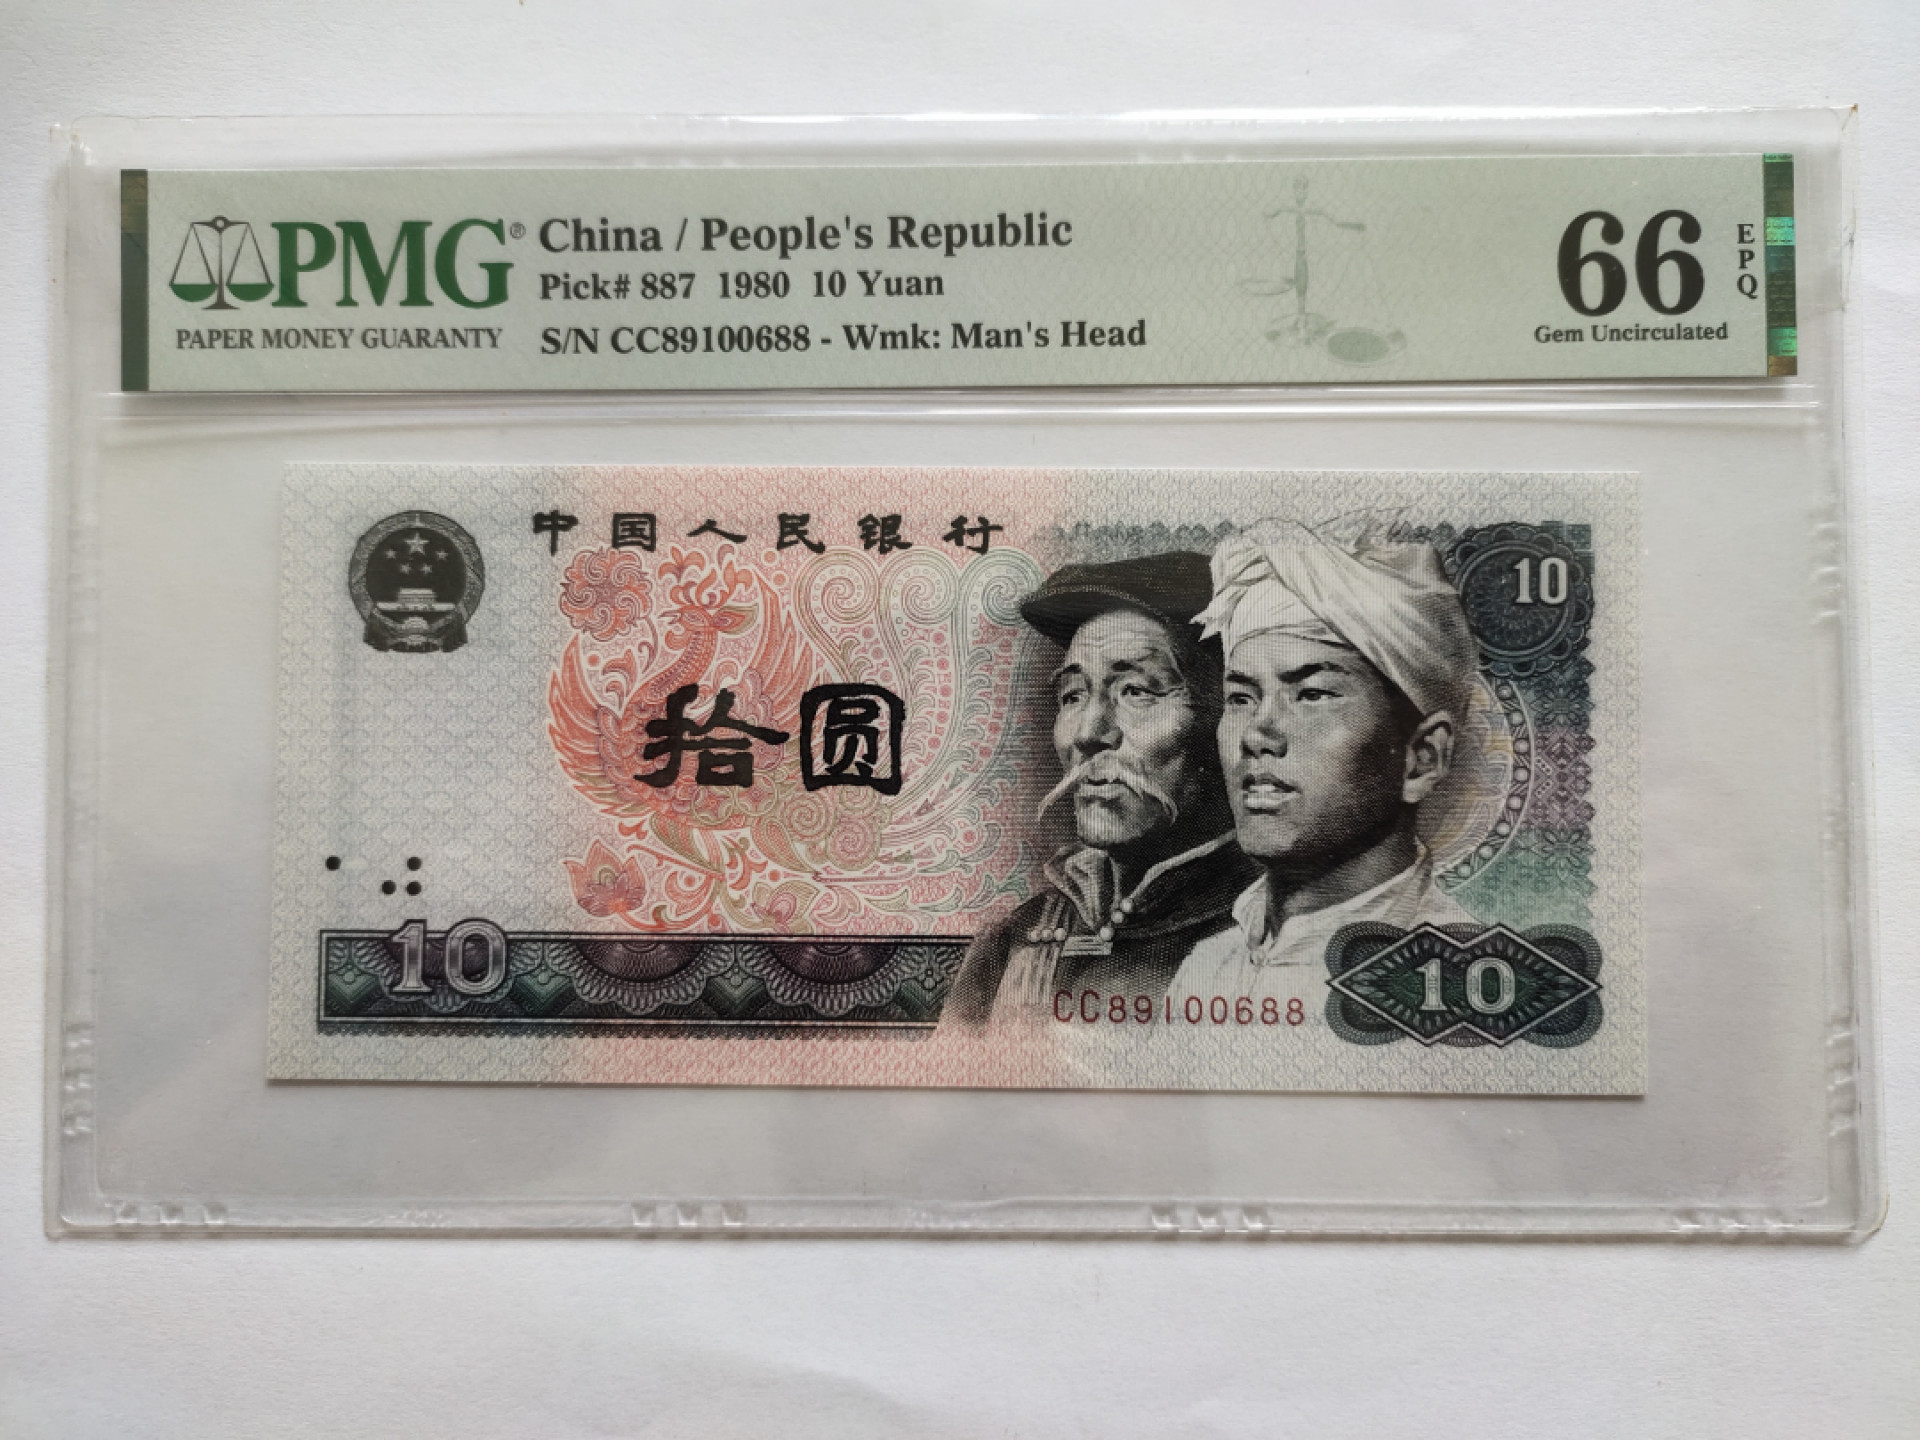 PMG®
PAPER MONEY GUARANTY
China / People's Republic
Pick# 887 1980 10 Yuan
S/N CC89100688 - Wmk: Man's Head
66
EPQ
Gem Uncirculated
中国人民银行
10
拾圆
10
CC89100688
10